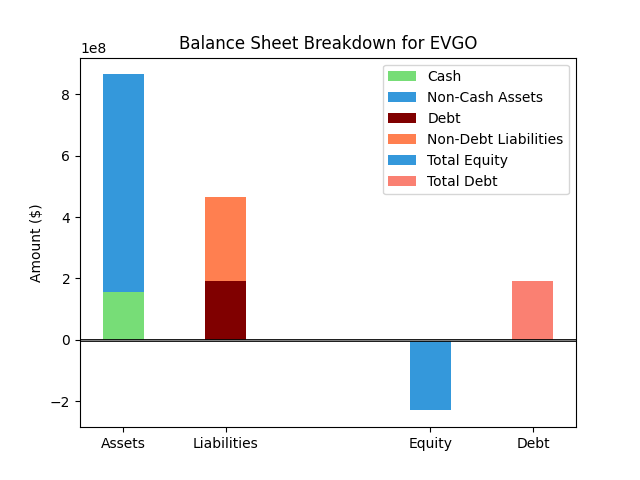 Balance Sheet Breakdown for EVGO
1e8
Cash
Non-Cash Assets
Debt
Non-Debt Liabilities
Total Equity
Total Debt
Amount ($)
8
6
4
2
0
−2
Assets Liabilities Equity Debt